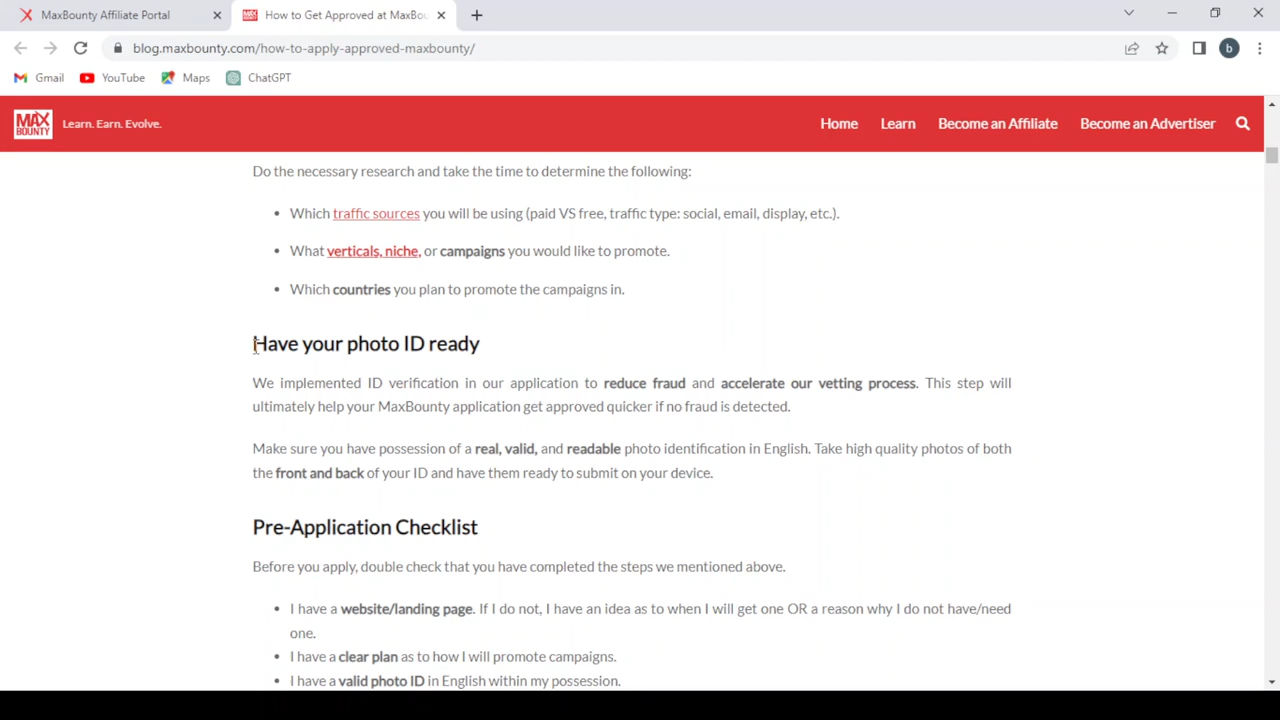 MaxBounty Affiliate Portal
How to Get Approved at MaxBou
blog.maxbounty.com/how-to-apply-approved-maxbounty/
b
Gmail YouTube Maps ChatGPT
MAX BOUNTY
Learn. Earn. Evolve.
Home Learn Become an Affiliate Become an Advertiser
Do the necessary research and take the time to determine the following:
• Which traffic sources you will be using (paid VS free, traffic type: social, email, display, etc.).
• What verticals, niche, or campaigns you would like to promote.
• Which countries you plan to promote the campaigns in.
Have your photo ID ready
We implemented ID verification in our application to reduce fraud and accelerate our vetting process. This step will
ultimately help your MaxBounty application get approved quicker if no fraud is detected.
Make sure you have possession of a real, valid, and readable photo identification in English. Take high quality photos of both
the front and back of your ID and have them ready to submit on your device.
Pre-Application Checklist
Before you apply, double check that you have completed the steps we mentioned above.
• I have a website/landing page. If I do not, I have an idea as to when I will get one OR a reason why I do not have/need
one.
• I have a clear plan as to how I will promote campaigns.
• I have a valid photo ID in English within my possession.